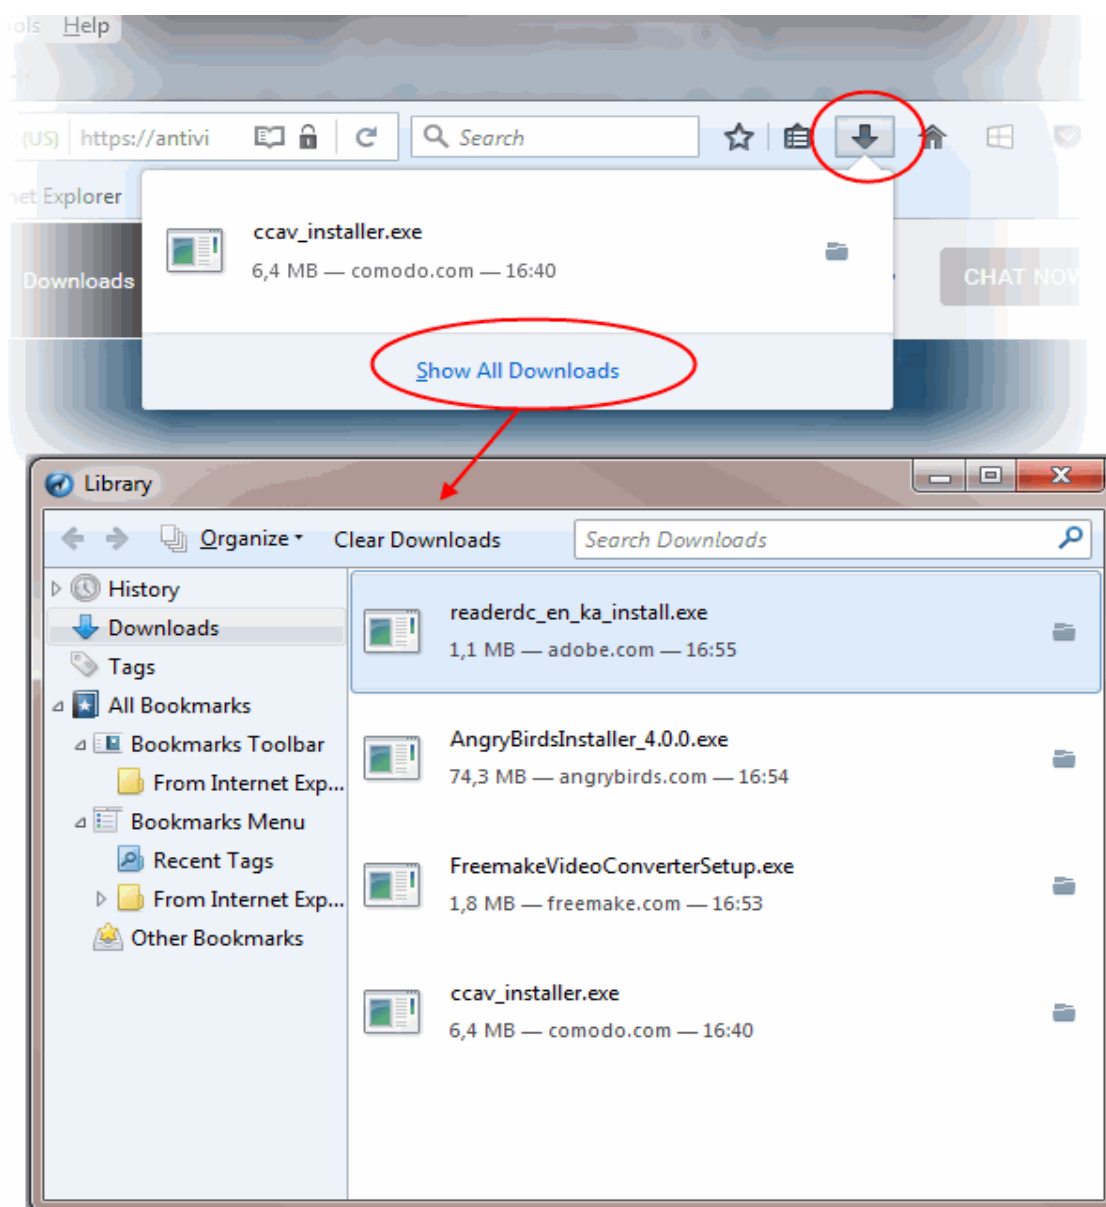 Help
(US) https://antivi
Search
net Explorer
ccav_installer.exe
6,4 MB — comodo.com — 16:40
Downloads
CHAT NOW
Show All Downloads
Library
Organize
Clear Downloads
Search Downloads
History
Downloads
Tags
All Bookmarks
Bookmarks Toolbar
From Internet Exp...
Bookmarks Menu
Recent Tags
From Internet Exp...
Other Bookmarks
readerdc_en_ka_install.exe
1,1 MB — adobe.com — 16:55
AngryBirdsInstaller_4.0.0.exe
74,3 MB — angrybirds.com — 16:54
FreemakeVideoConverterSetup.exe
1,8 MB — freemake.com — 16:53
ccav_installer.exe
6,4 MB — comodo.com — 16:40